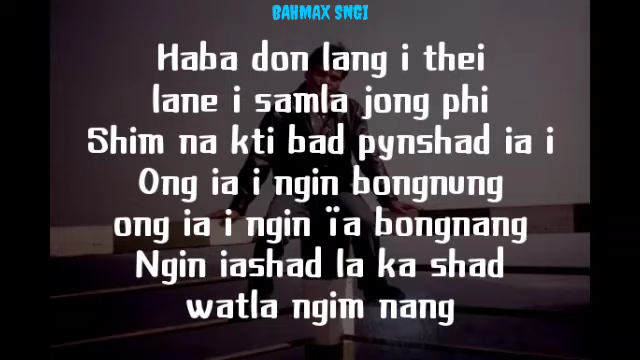 BAHMAX SNGI
Haba don lang i thei
lane i samla jong phi
Shim na kti bad pynshad ia i
Ong ia i ngin bongnung
ong ia i ngin ïa bongnang
Ngin iashad la ka shad
watla ngim nang